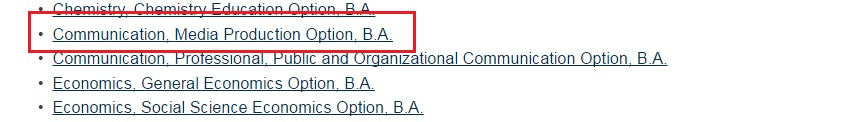 • Chemistry, Chemistry Education Option, B.A.
• Communication, Media Production Option, B.A.
• Communication, Professional, Public and Organizational Communication Option, B.A.
• Economics, General Economics Option, B.A.
• Economics, Social Science Economics Option, B.A.